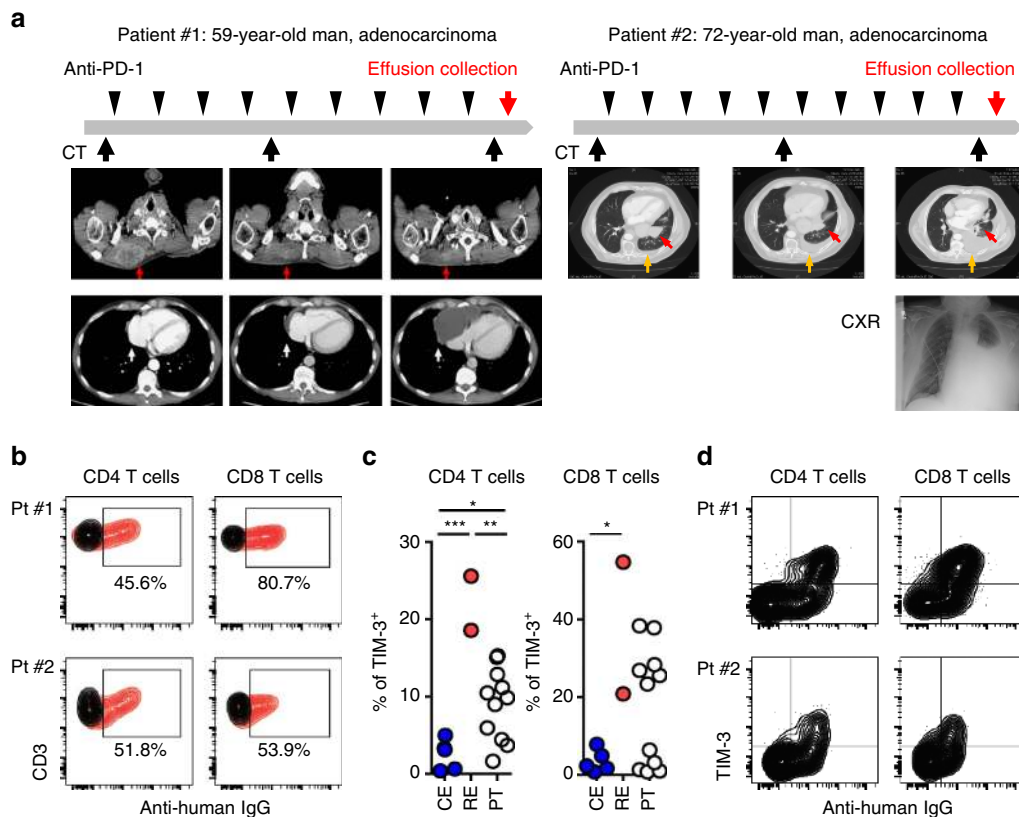 a
Patient #1: 59-year-old man, adenocarcinoma
Anti-PD-1
Effusion collection
CT
Patient #2: 72-year-old man, adenocarcinoma
Anti-PD-1
Effusion collection
CT
CXR
b
CD4 T cells
CD8 T cells
Pt #1
45.6%
80.7%
Pt #2
51.8%
53.9%
CD3
Anti-human IgG
c
CD4 T cells
CD8 T cells
*
***
**
*
% of TIM-3+
30
20
10
0
CE
RE
PT
% of TIM-3+
60
40
20
0
CE
RE
PT
d
CD4 T cells
CD8 T cells
Pt #1
Pt #2
TIM-3
Anti-human IgG